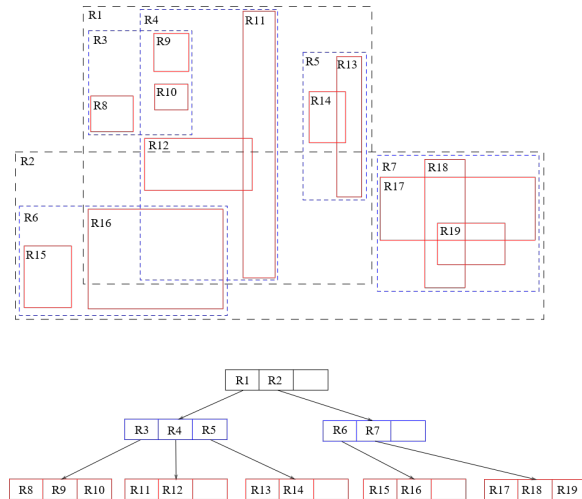 R1
R4
R11
R3
R9
R5
R13
R10
R8
R14
R12
R2
R7
R18
R17
R6
R16
R19
R15
R1 R2
R3 R4 R5
R6 R7
R8 R9 R10
R11 R12
R13 R14
R15 R16
R17 R18 R19